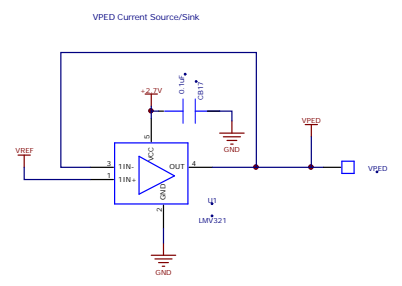 VPED Current Source/Sink
+2.7V
0.1uF
CB17
GND
VPED
VREF
5
VCC
3 1IN- OUT 4
1 1IN+
GND
2
VPED
U1
LMV321
GND